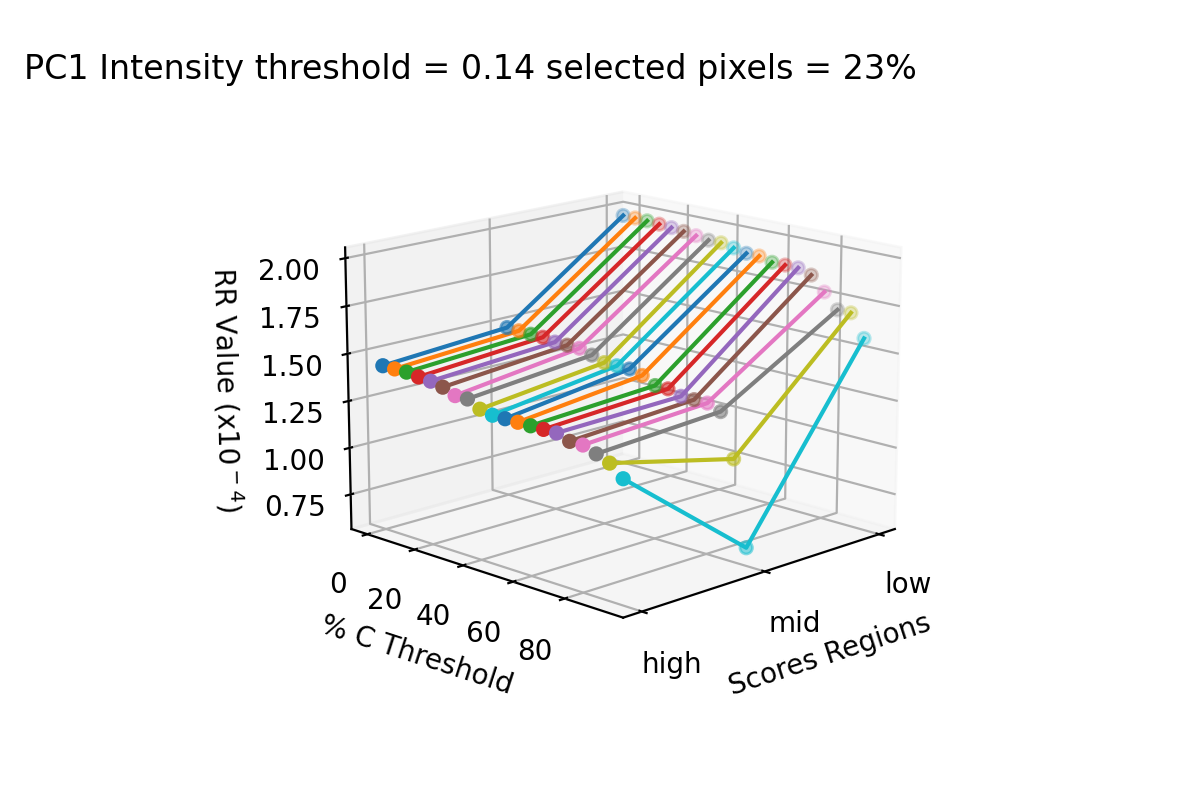 PC1 Intensity threshold = 0.14 selected pixels = 23%
2.00
1.75
1.50
1.25
1.00
0.75
RR Value (x10⁻⁴)
0
20
40
60
80
% C Threshold
high
mid
low
Scores Regions